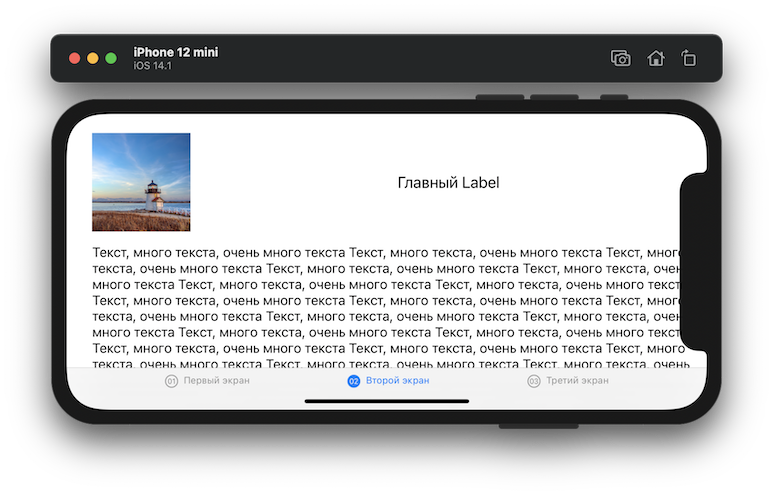 iPhone 12 mini
iOS 14.1
Главный Label
Текст, много текста, очень много текста Текст, много текста, очень много текста Текст, много
текста, очень много текста Текст, много текста, очень много текста Текст, много текста, очень
много текста Текст, много текста, очень много текста Текст, много текста, очень много текста
Текст, много текста, очень много текста Текст, много текста, очень много текста Текст, много
текста, очень много текста Текст, много текста, очень много текста Текст, много текста, очень
много текста Текст, много текста, очень много текста Текст, много текста, очень много текста
Текст, много текста, очень много текста Текст, много текста, очень много текста Текст, много
текста, очень много текста Текст, много текста, очень много текста Текст, много текста, очень
01 Первый экран
02 Второй экран
03 Третий экран